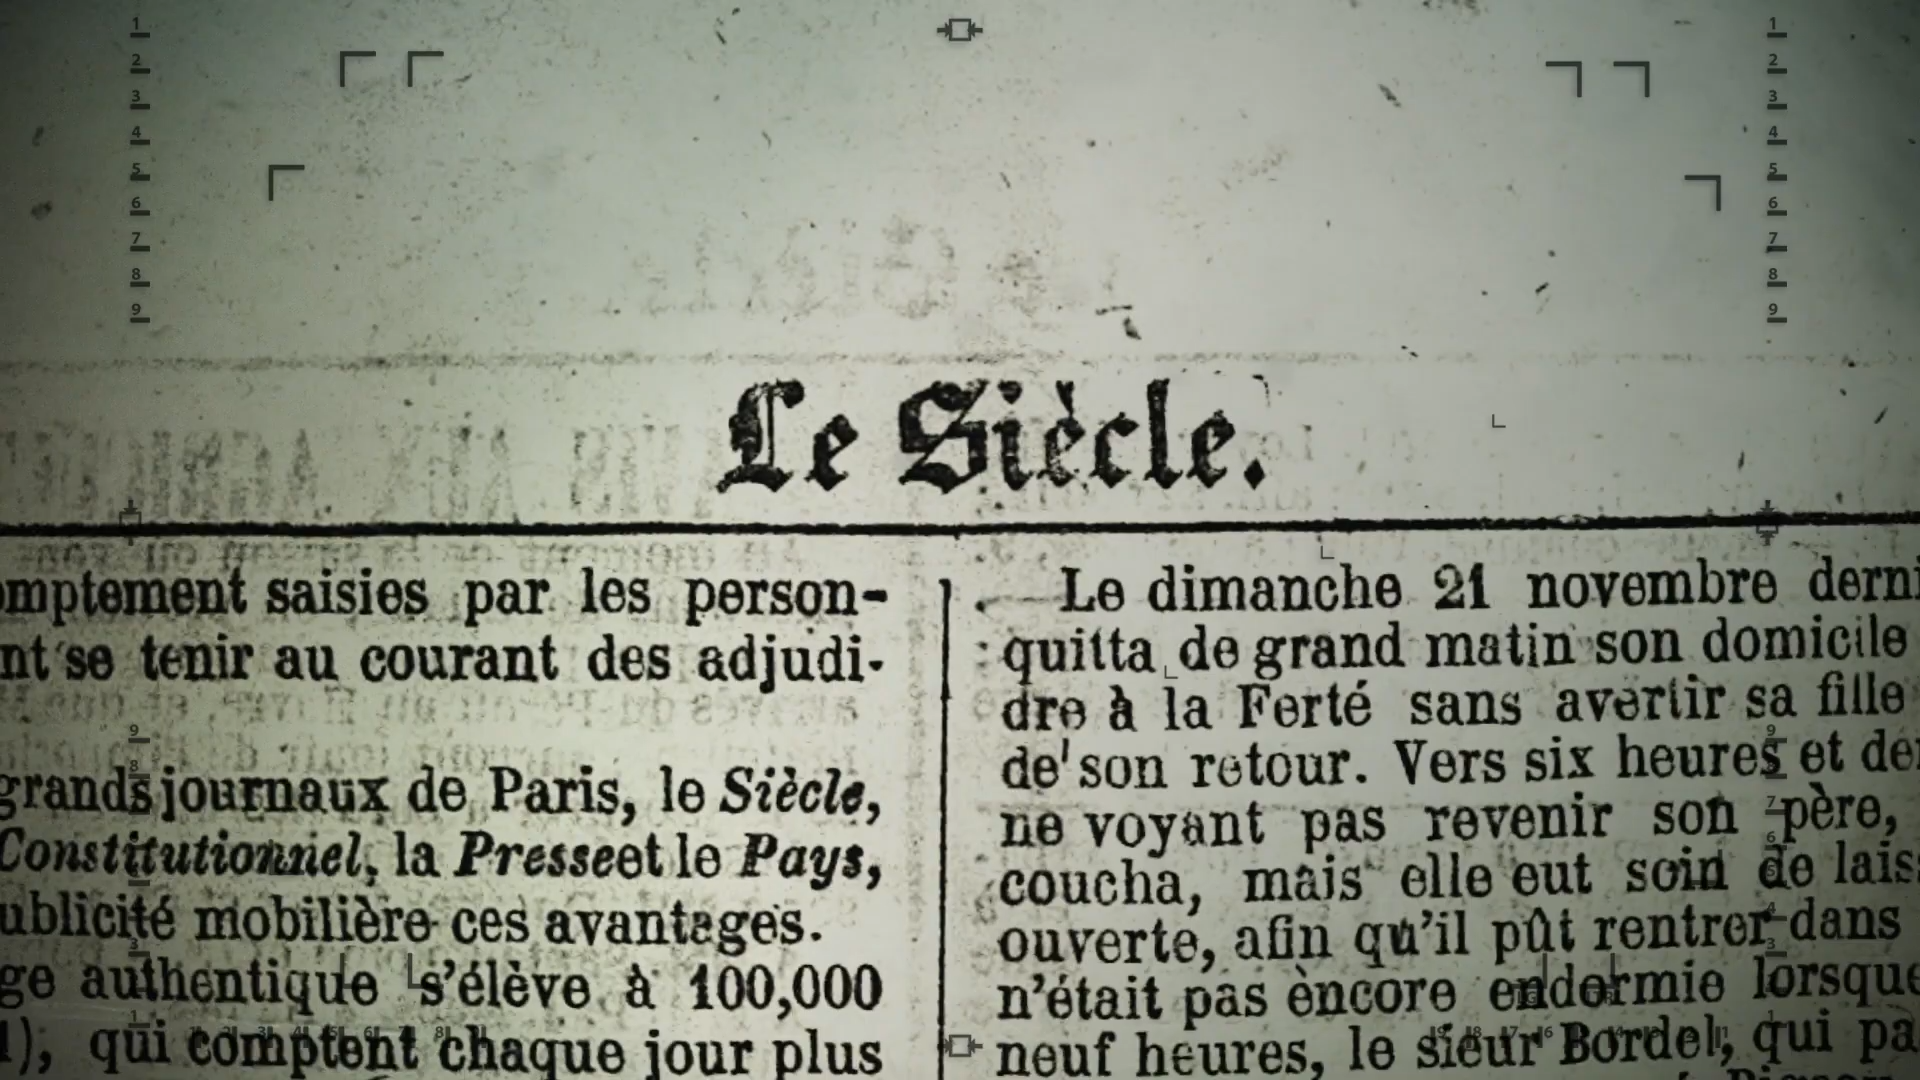 Le Siècle.
omptement saisies par les person-
nt se tenir au courant des adjudi-
grands journaux de Paris, le Siècle,
Constitutionnel, la Presse et le Pays,
ublicité mobilière ces avantages.
ge authentique s'élève à 100,000
1), qui comptent chaque jour plus
Le dimanche 21 novembre derni
quitta de grand matin son domicile
dre à la Ferté sans avertir sa fille
de son retour. Vers six heures et de
ne voyant pas revenir son père,
coucha, mais elle eut soin de lais
ouverte, afin qu'il pût rentrer dans
n'était pas encore endormie lorsque
neuf heures, le sieur Bordel, qui pa